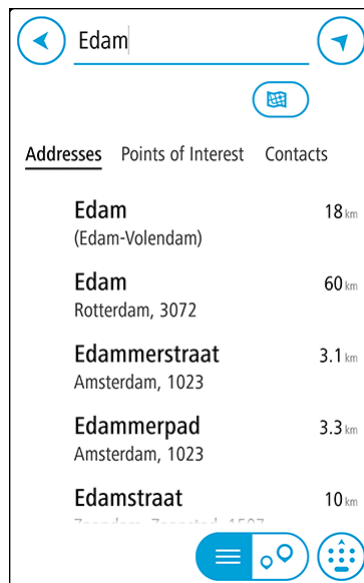 Edam
Addresses Points of Interest Contacts
Edam 18 km
(Edam-Volendam)
Edam 60 km
Rotterdam, 3072
Edammerstraat 3.1 km
Amsterdam, 1023
Edammerpad 3.3 km
Amsterdam, 1023
Edamstraat 10 km